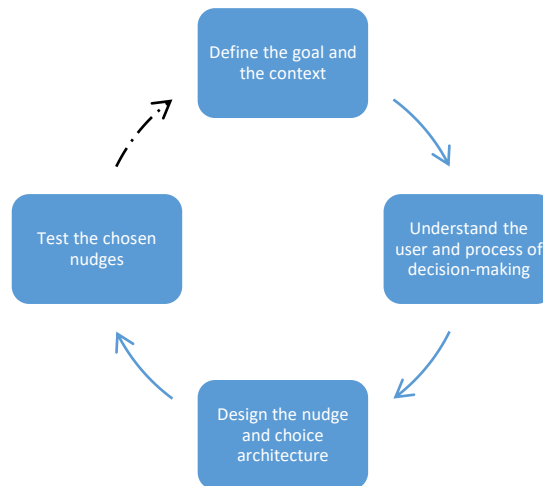 Define the goal and
the context
Understand the
user and process of
decision-making
Design the nudge
and choice
architecture
Test the chosen
nudges